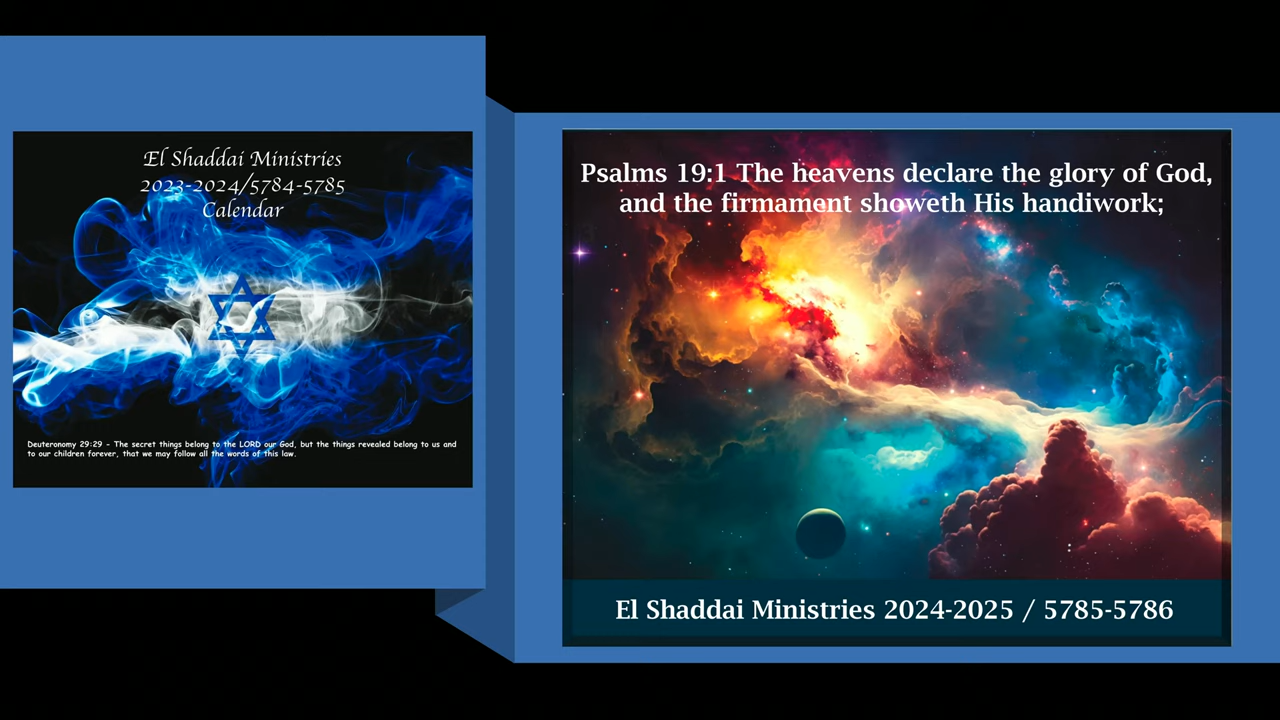 El Shaddai Ministries
2023-2024/5784-5785
Calendar
Deuteronomy 29:29 - The secret things belong to the LORD our God, but the things revealed belong to us and
to our children forever, that we may follow all the words of this law.
Psalms 19:1 The heavens declare the glory of God,
and the firmament showeth His handiwork;
El Shaddai Ministries 2024-2025 / 5785-5786